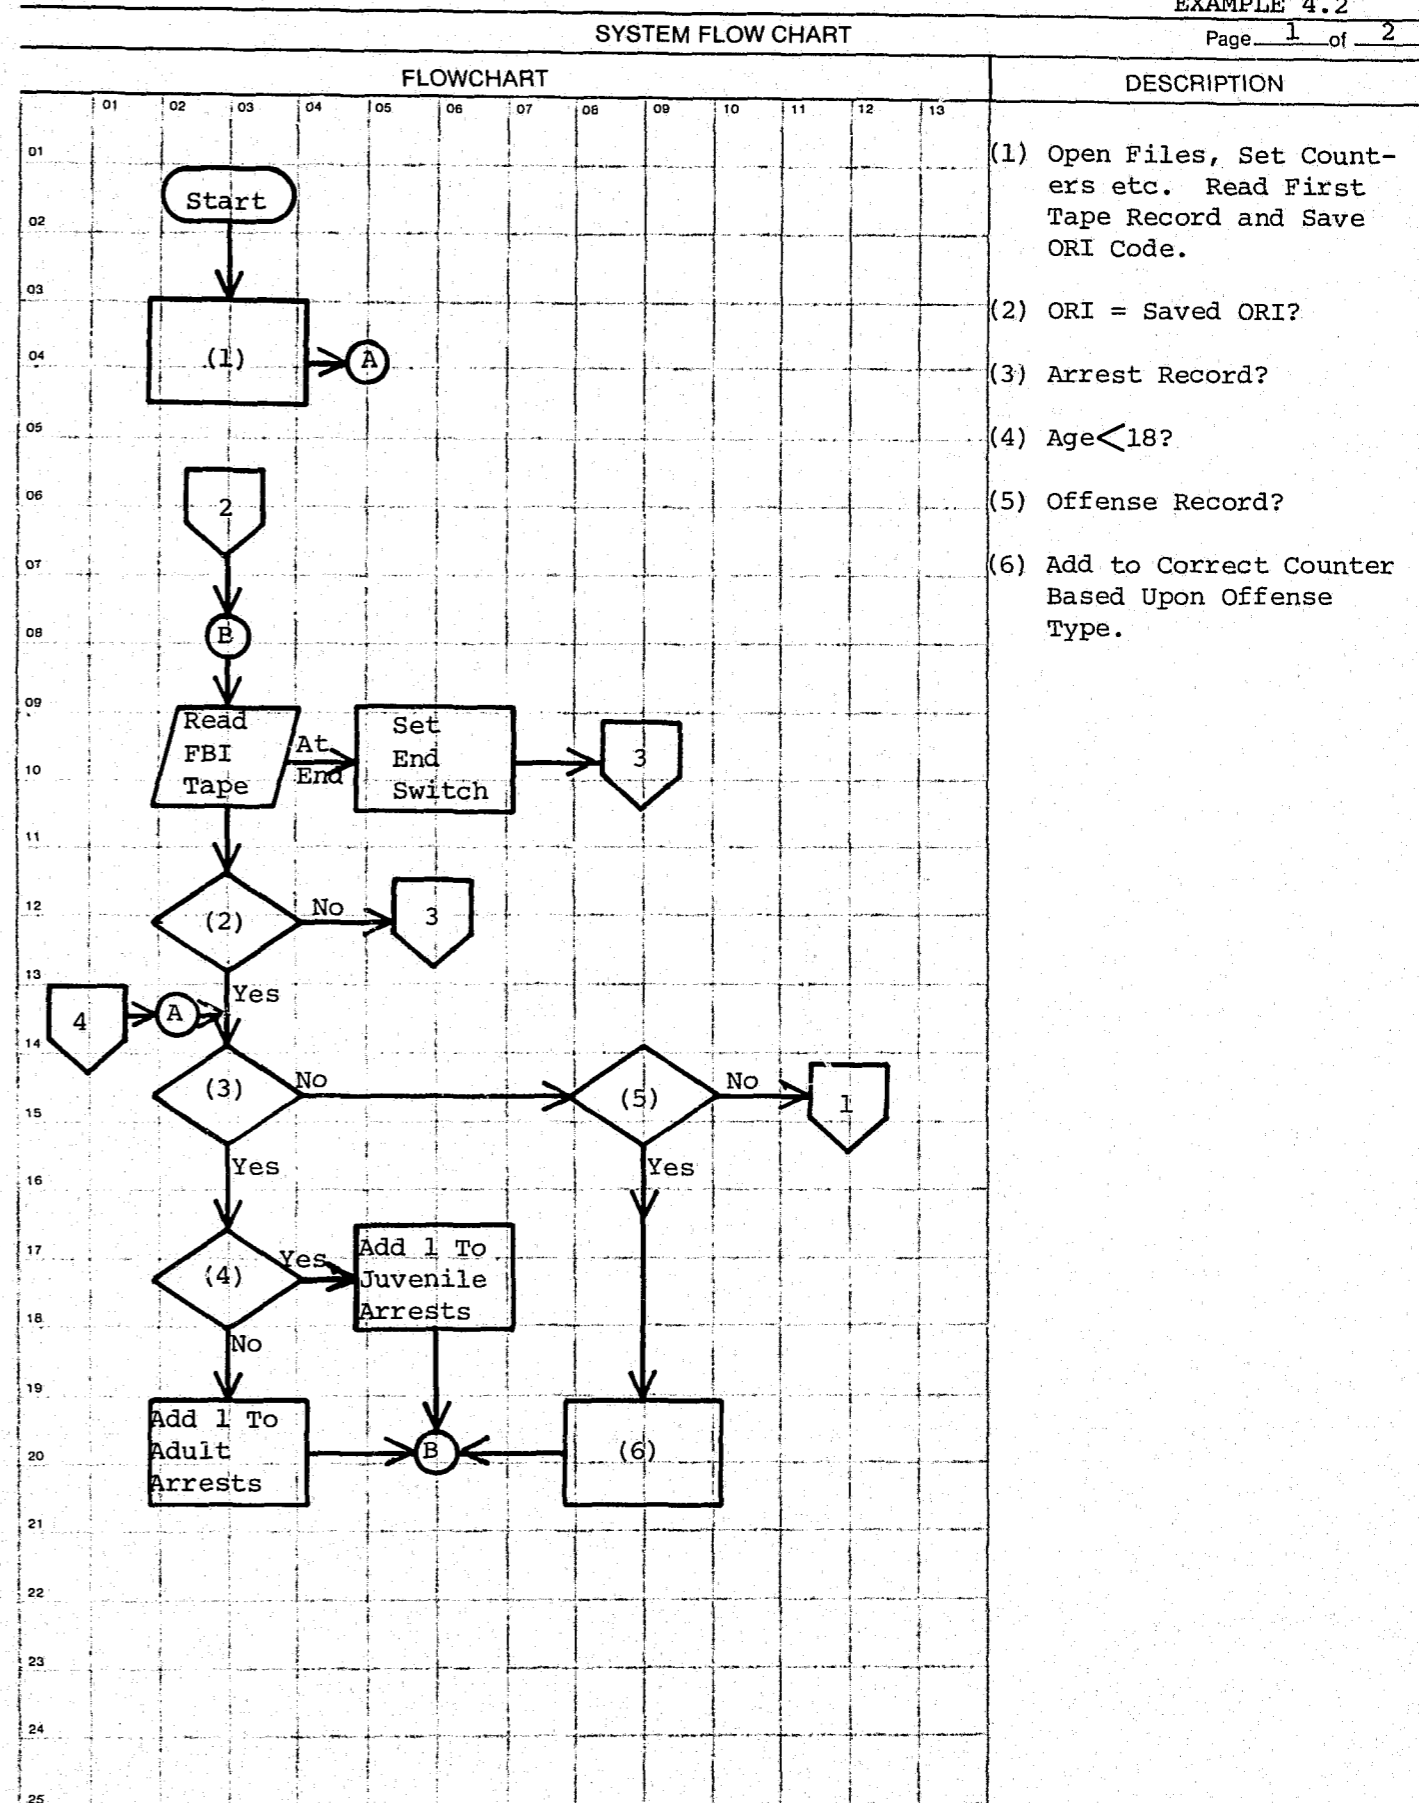 EXAMPLE 4.2
SYSTEM FLOW CHART
Page 1 of 2
FLOWCHART
DESCRIPTION
01 02 03 04 05 06 07 08 09 10 11 12 13
01
02
03
04
05
06
07
08
09
10
11
12
13
14
15
16
17
18
19
20
21
22
23
24
25
Start
(1)
A
2
B
Read
FBI
Tape
At
End
Set
End
Switch
3
(2)
No
3
Yes
4
A
(3)
No
(5)
No
1
Yes
Yes
(4)
Yes
Add 1 To
Juvenile
Arrests
No
Add 1 To
Adult
Arrests
B
(6)
(1) Open Files, Set Count-
ers etc. Read First
Tape Record and Save
ORI Code.
(2) ORI = Saved ORI?
(3) Arrest Record?
(4) Age<18?
(5) Offense Record?
(6) Add to Correct Counter
Based Upon Offense
Type.